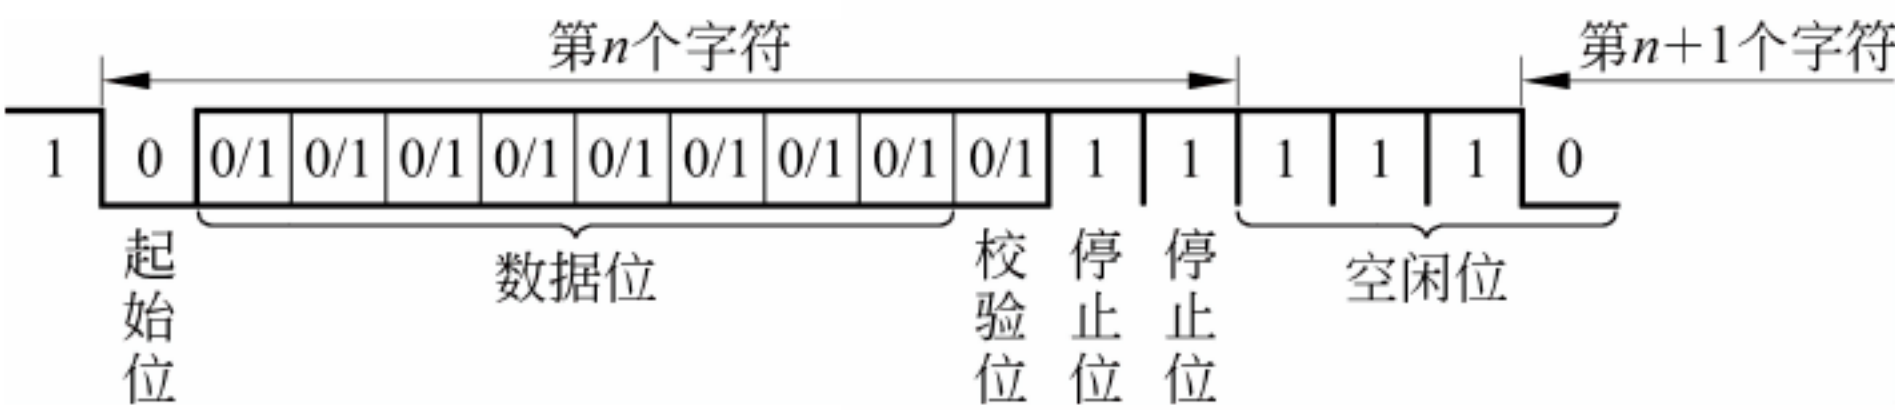 第n个字符 第n+1个字符
1 0 0/1 0/1 0/1 0/1 0/1 0/1 0/1 0/1 0/1 1 1 1 1 1 0
起始位 数据位 校验位 停止位 停止位 空闲位